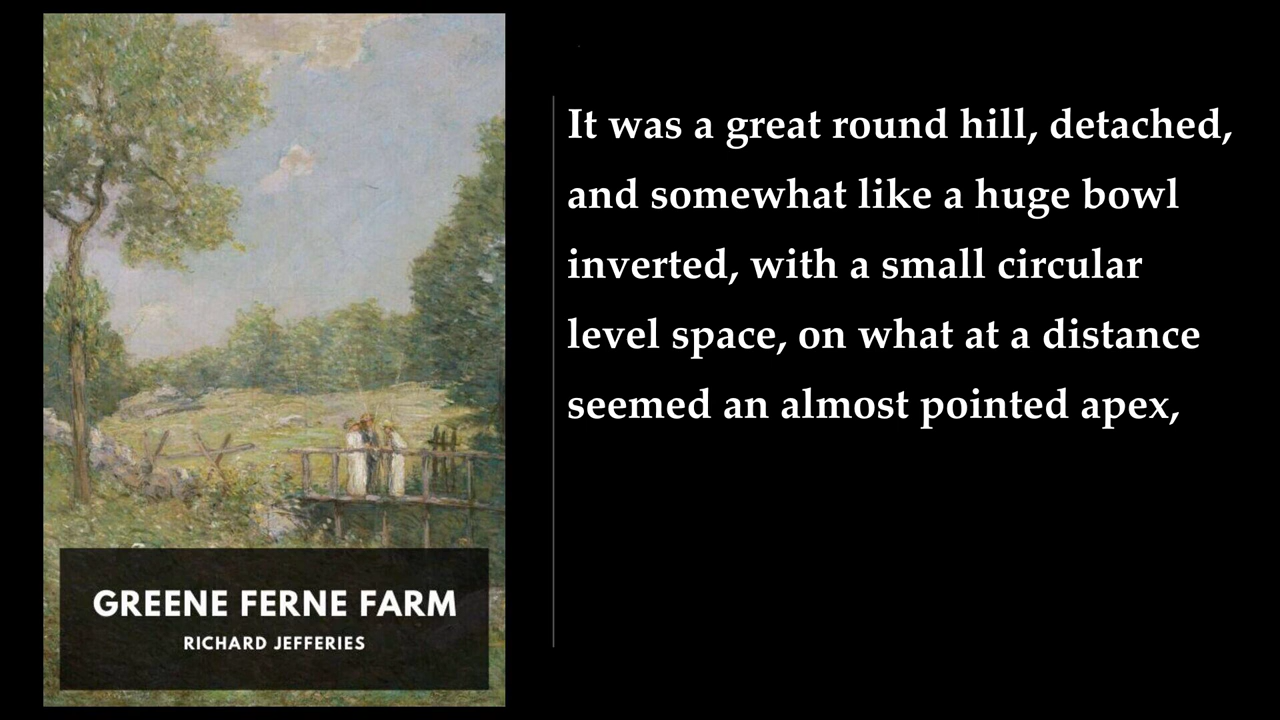 GREENE FERNE FARM
RICHARD JEFFERIES
It was a great round hill, detached,
and somewhat like a huge bowl
inverted, with a small circular
level space, on what at a distance
seemed an almost pointed apex,